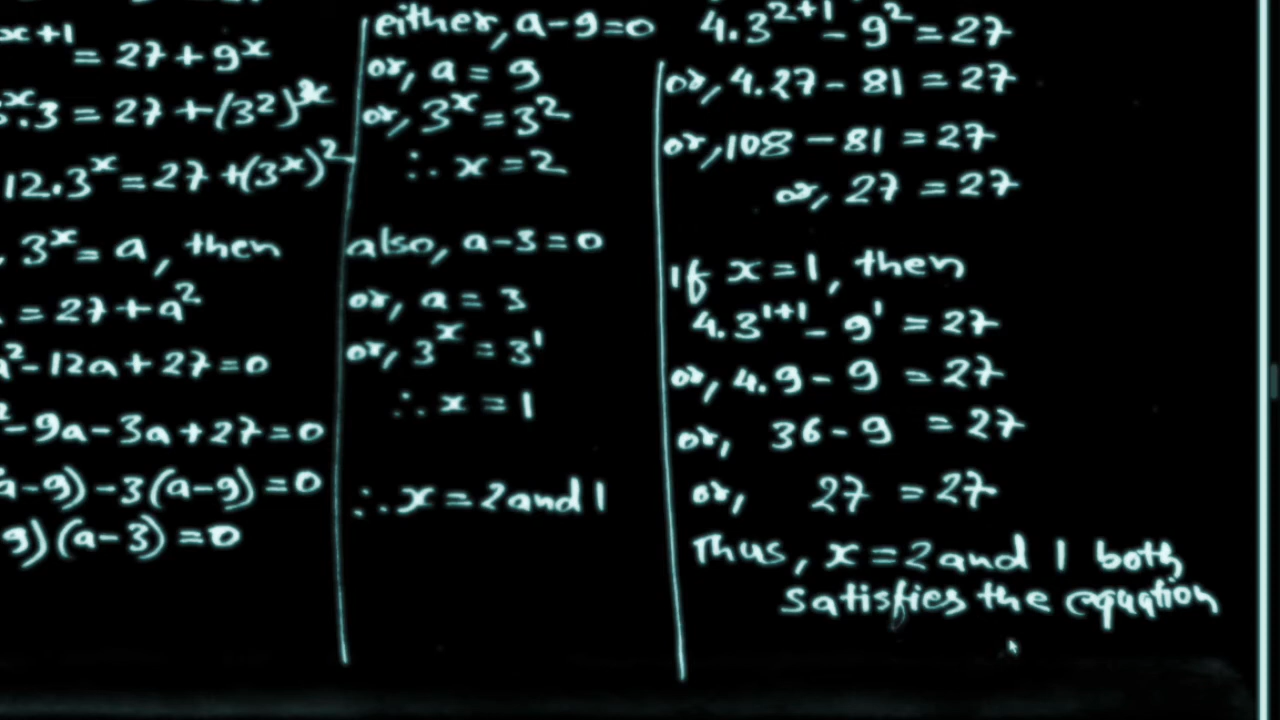 x+1 = 27 + 9^x
x.3 = 27 + (3^2)^x
12.3^x = 27 + (3^x)^2
3^x = a, then
= 27 + a^2
a^2 - 12a + 27 = 0
2 - 9a - 3a + 27 = 0
a-9) - 3(a-9) = 0
9)(a-3) = 0
either, a-9=0
or, a = 9
or, 3^x = 3^2
∴ x = 2
also, a-3 = 0
or, a = 3
or, 3^x = 3^1
∴ x = 1
∴ x = 2 and 1
4.3^2+1 - 9^2 = 27
or, 4.27 - 81 = 27
or, 108 - 81 = 27
or, 27 = 27
If x = 1, then
4.3^1+1 - 9^1 = 27
or, 4.9 - 9 = 27
or, 36 - 9 = 27
or, 27 = 27
Thus, x = 2 and 1 both
satisfies the equation